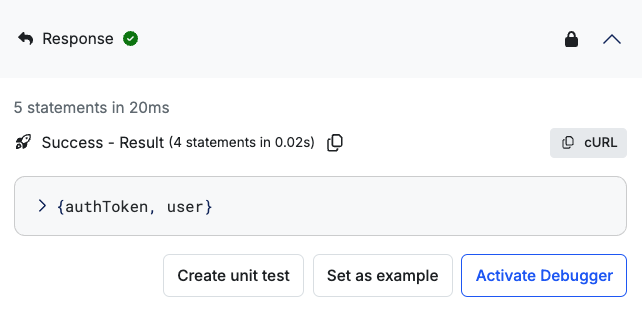 Response
5 statements in 20ms
Success - Result (4 statements in 0.02s)
cURL
{authToken, user}
Create unit test
Set as example
Activate Debugger